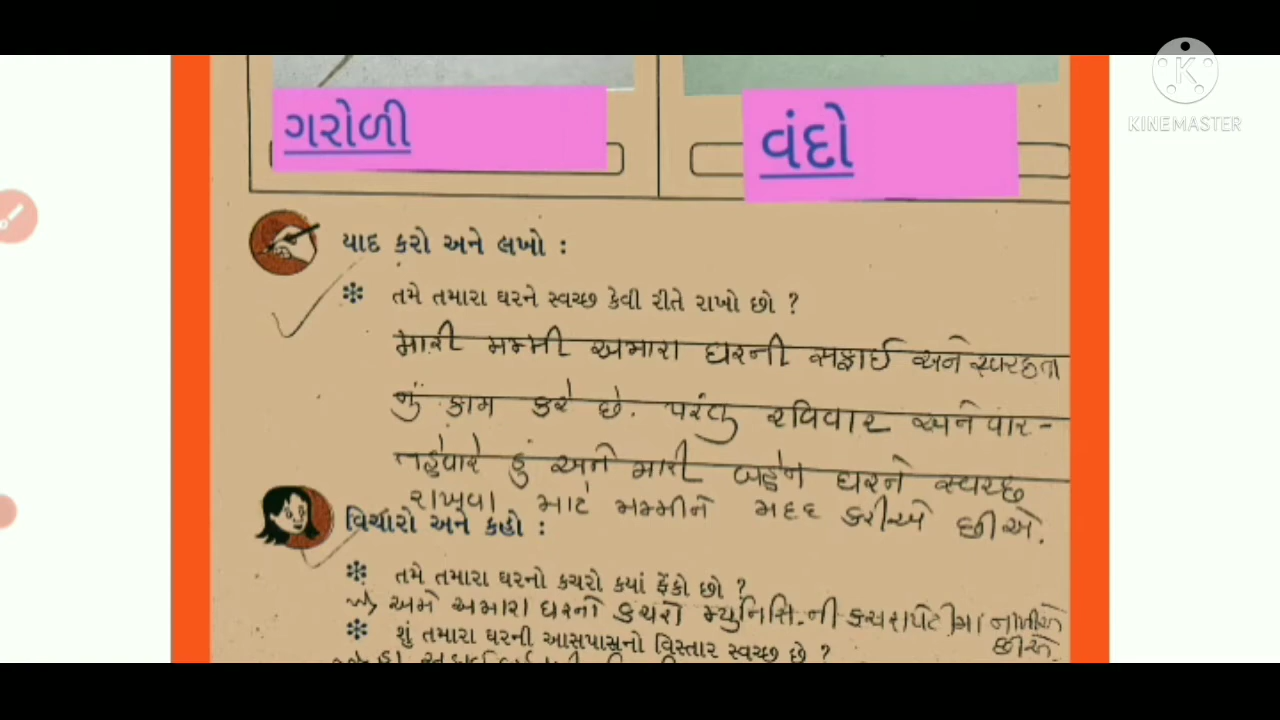 KINEMASTER
ગરોળી
વંદો
યાદ કરો અને લખો :
તમે તમારા ઘરને સ્વચ્છ કેવી રીતે રાખો છો ?
મારી મમ્મી અમારા ઘરની સફાઈ અને સ્વચ્છતા
નું કામ કરે છે. પરંતુ રવિવાર અને વાર-
તહેવારે હું અને મારી બહેન ઘરને સ્વચ્છ
રાખવા માટે મમ્મીને મદદ કરીએ છીએ.
વિચારો અને કહો :
તમે તમારા ઘરનો કચરો ક્યાં ફેંકો છો ?
અમે અમારા ઘરનો કચરો મ્યુનિસિ.ની કચરાપેટીમાં નાખીએ
છીએ.
શું તમારા ઘરની આસપાસનો વિસ્તાર સ્વચ્છ છે ?